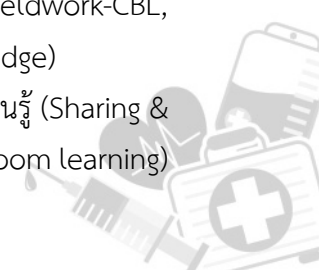 eldwork-CBL,
dge)
นรู้ (Sharing &
oom learning)